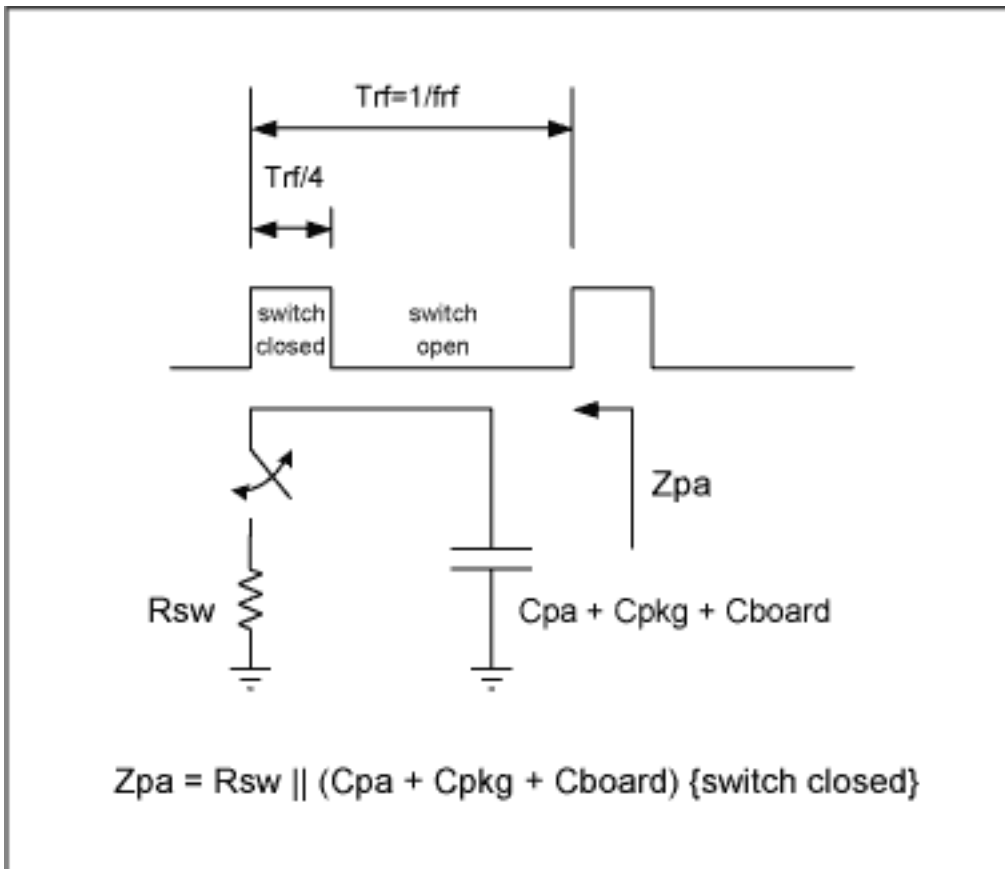 Trf=1/frf
Trf/4
switch
closed
switch
open
Zpa
Rsw
Cpa + Cpkg + Cboard
Zpa = Rsw || (Cpa + Cpkg + Cboard) {switch closed}